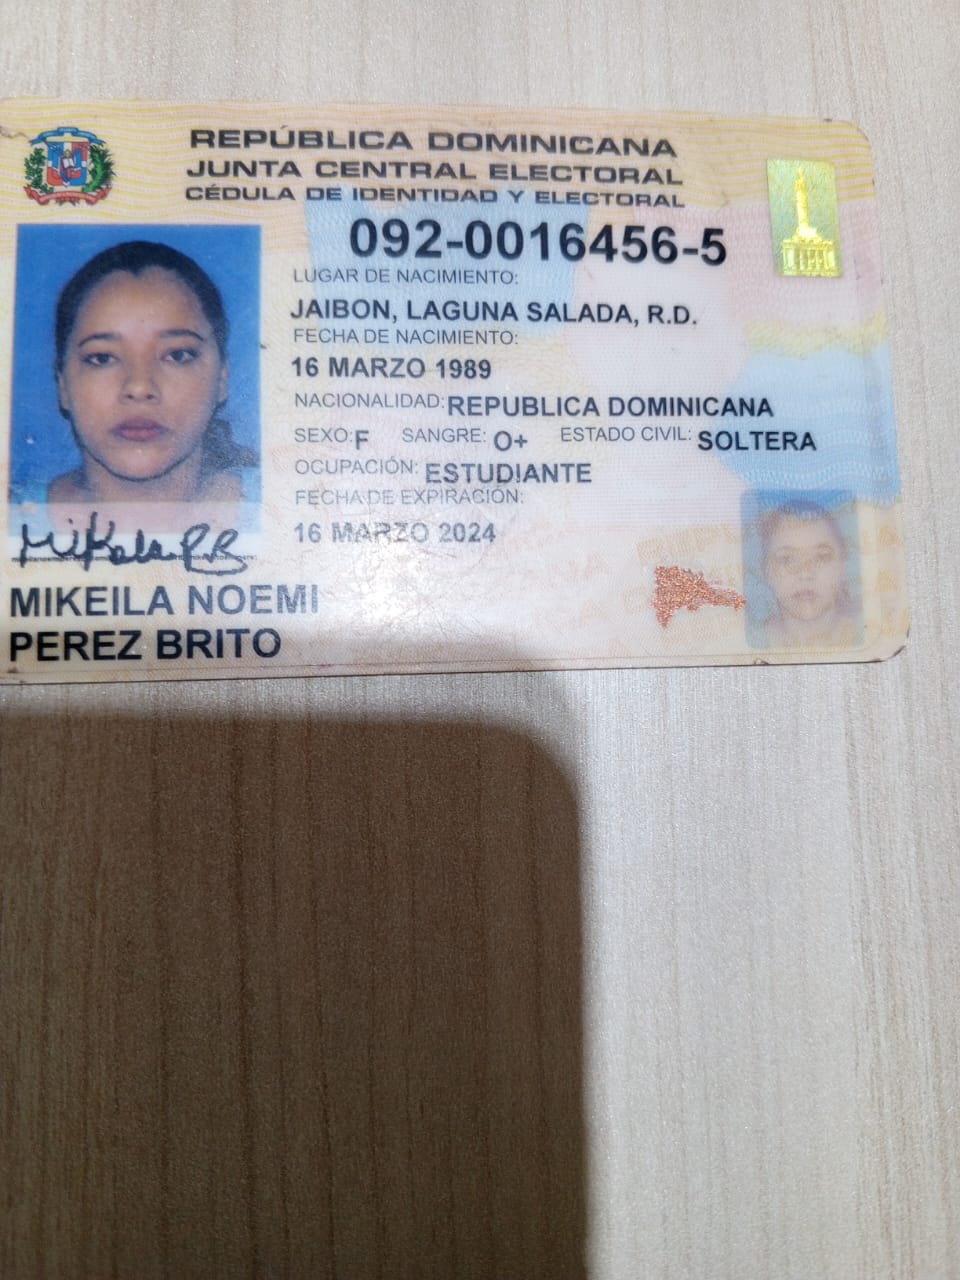 REPÚBLICA DOMINICANA
JUNTA CENTRAL ELECTORAL
CÉDULA DE IDENTIDAD Y ELECTORAL
092-0016456-5
LUGAR DE NACIMIENTO:
JAIBON, LAGUNA SALADA, R.D.
FECHA DE NACIMIENTO:
16 MARZO 1989
NACIONALIDAD: REPUBLICA DOMINICANA
SEXO: F SANGRE: O+ ESTADO CIVIL: SOLTERA
OCUPACIÓN: ESTUDIANTE
FECHA DE EXPIRACIÓN:
16 MARZO 2024
MIKEILA NOEMI
PEREZ BRITO